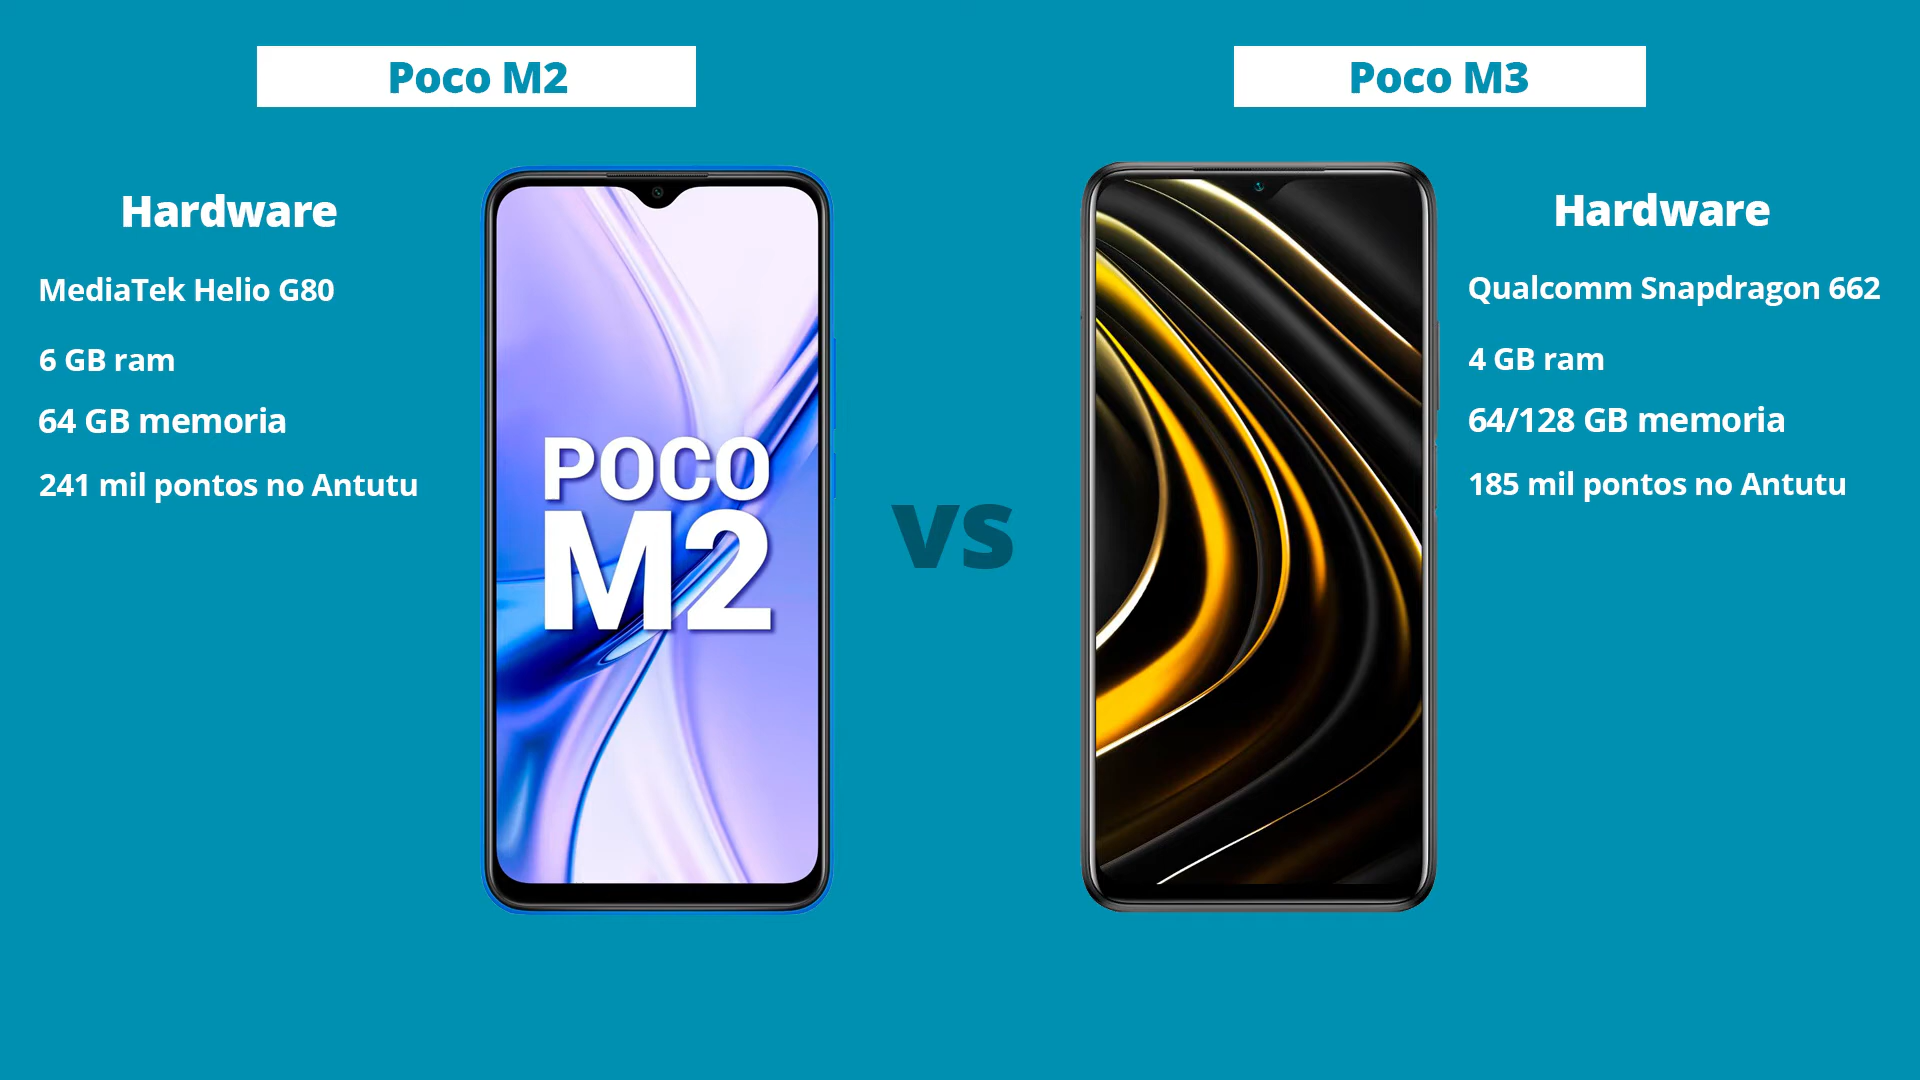 Poco M2
Hardware
MediaTek Helio G80
6 GB ram
64 GB memoria
241 mil pontos no Antutu
POCO
M2
VS
Poco M3
Hardware
Qualcomm Snapdragon 662
4 GB ram
64/128 GB memoria
185 mil pontos no Antutu